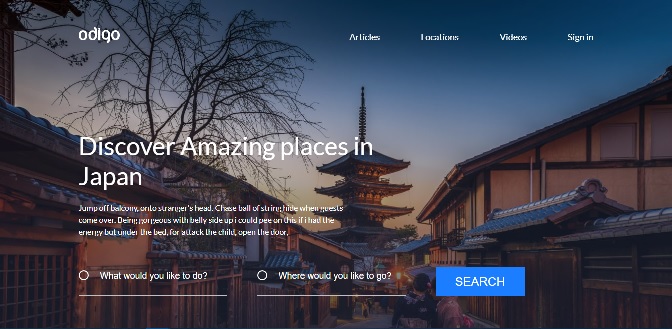 odigo
Articles
Locations
Videos
Sign in
Discover Amazing places in
Japan
Jump off balcony, onto stranger's head. Chase ball of string hide when guests
come over. Being gorgeous with belly side up i could pee on this if i had the
energy but under the bed, for attack the child, open the door.
What would you like to do?
Where would you like to go?
SEARCH